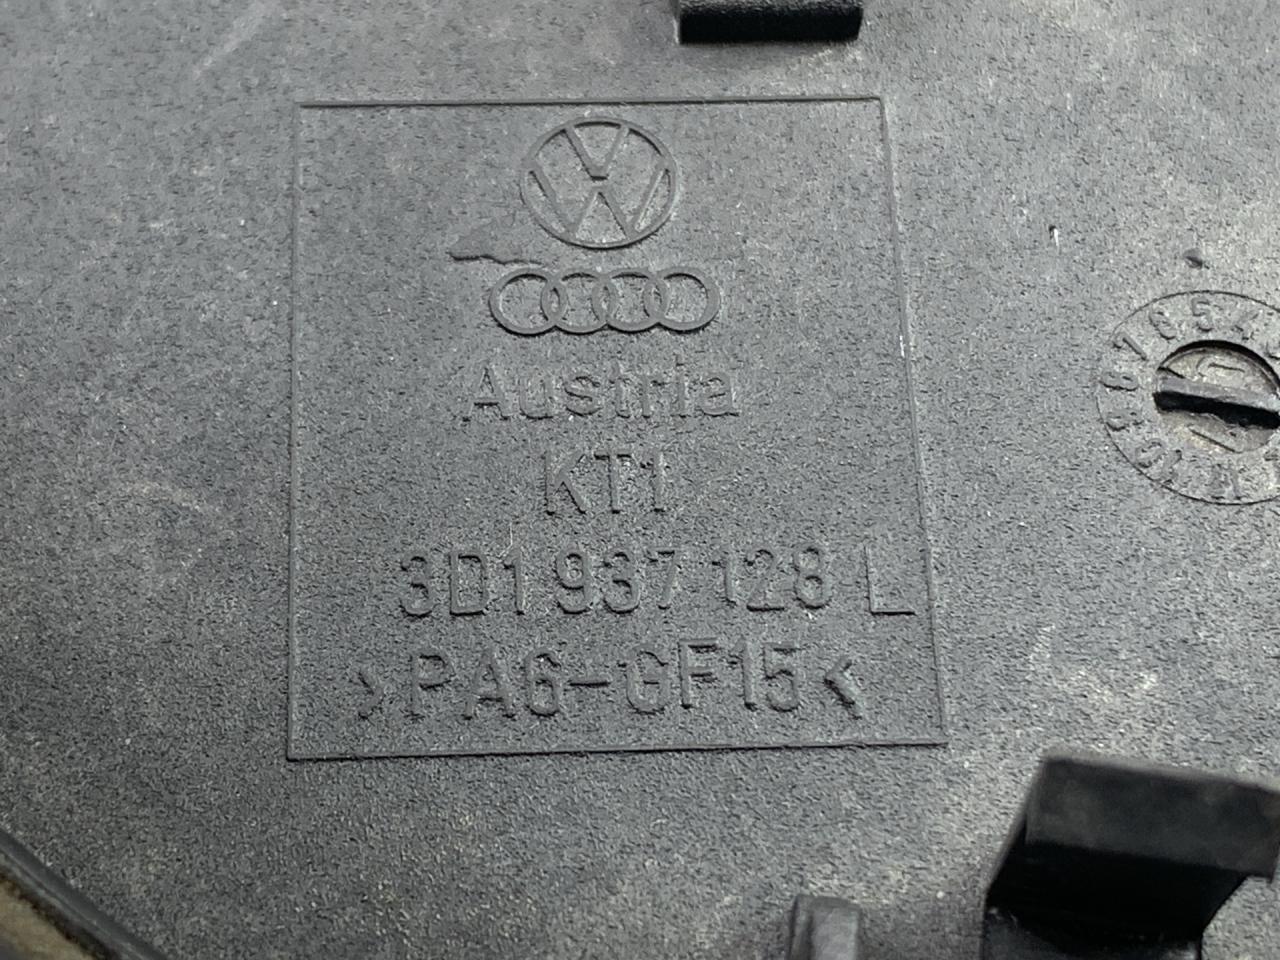 Austria
KT1
3D1 937 128 L
>PA6-GF15<